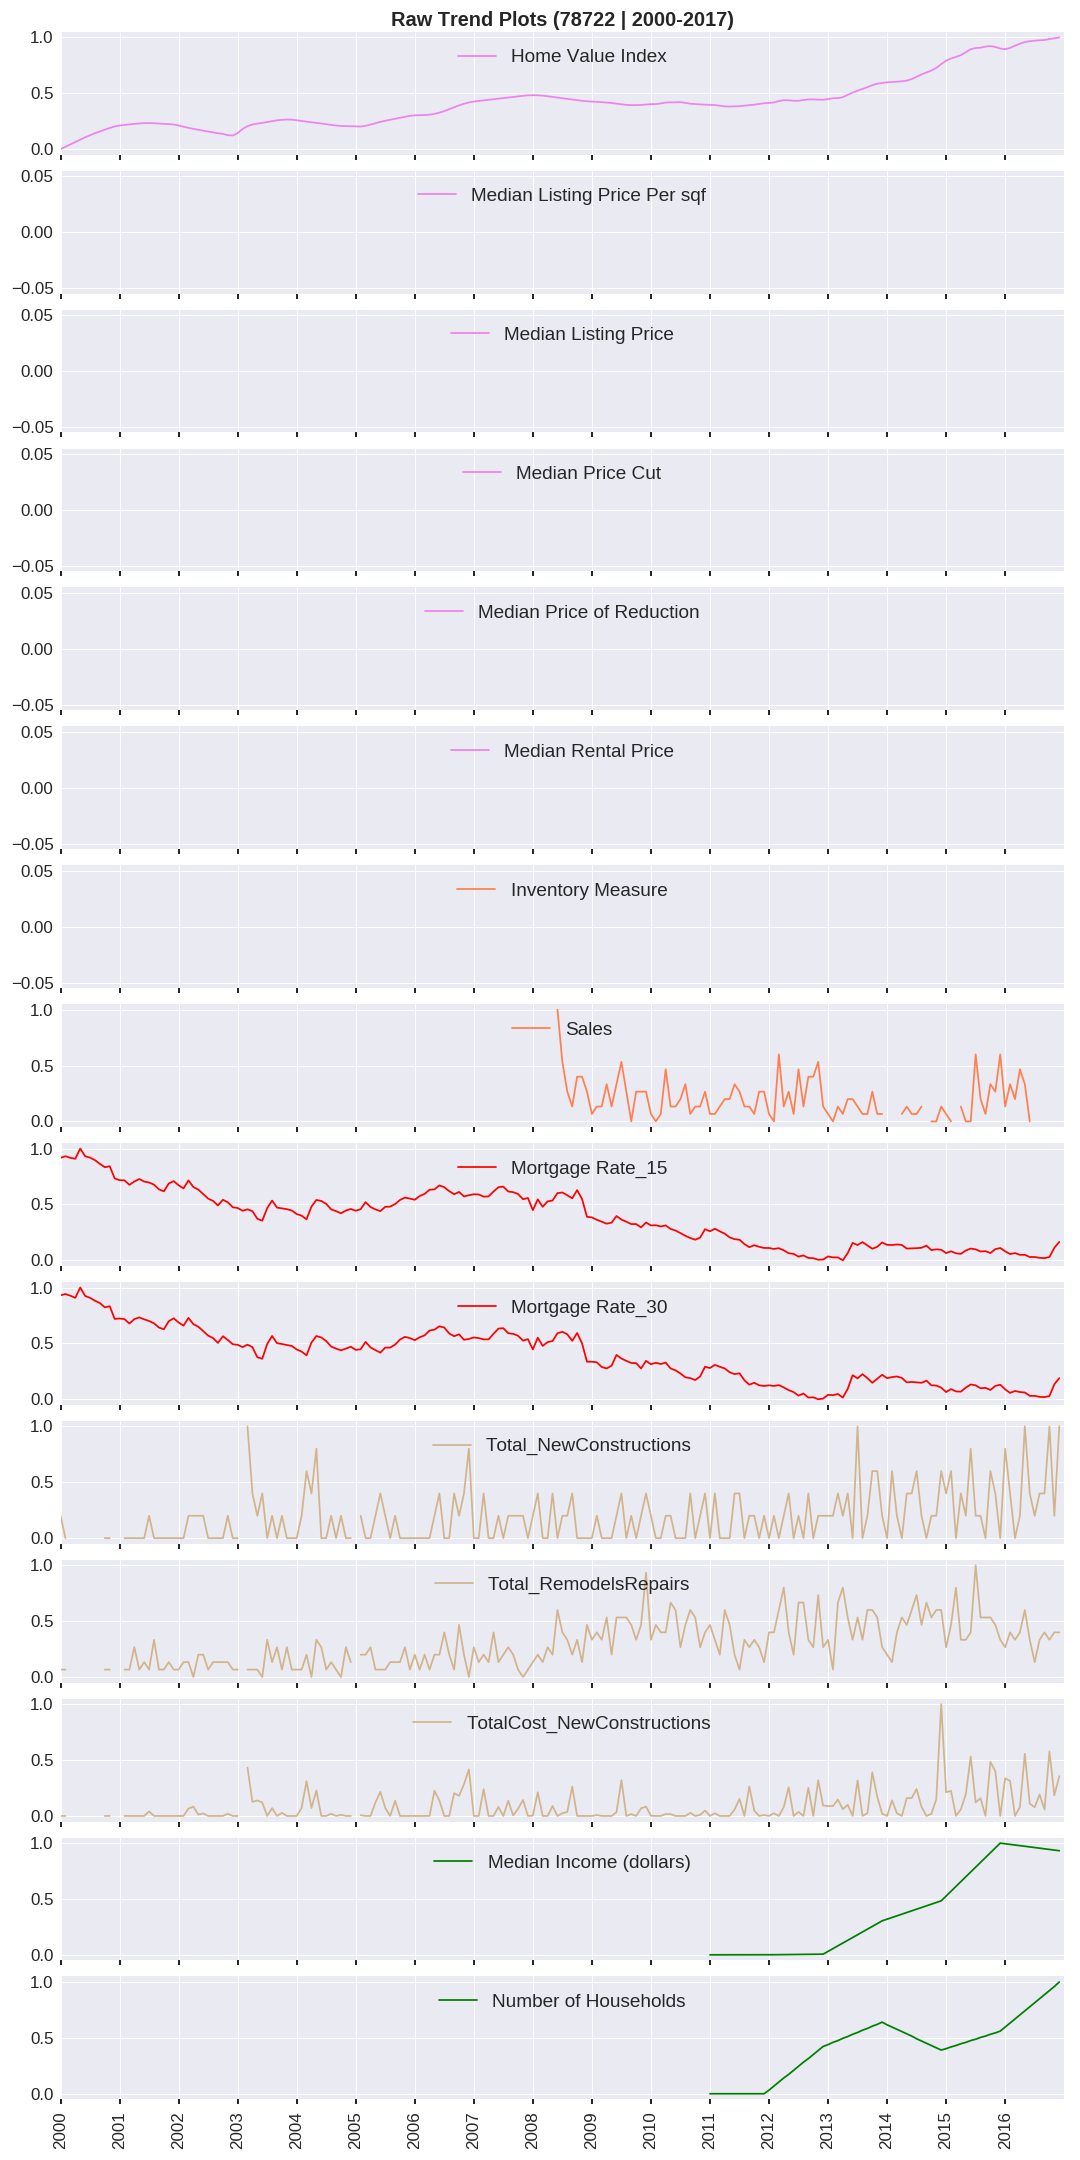 Raw Trend Plots (78722 | 2000-2017)
1.0
Home Value Index
0.5
0.0
0.05
Median Listing Price Per sqf
0.00
−0.05
0.05
Median Listing Price
0.00
−0.05
0.05
Median Price Cut
0.00
−0.05
0.05
Median Price of Reduction
0.00
−0.05
0.05
Median Rental Price
0.00
−0.05
0.05
Inventory Measure
0.00
−0.05
1.0
Sales
0.5
0.0
1.0
Mortgage Rate_15
0.5
0.0
1.0
Mortgage Rate_30
0.5
0.0
1.0
Total_NewConstructions
0.5
0.0
1.0
Total_RemodelsRepairs
0.5
0.0
1.0
TotalCost_NewConstructions
0.5
0.0
1.0
Median Income (dollars)
0.5
0.0
1.0
Number of Households
0.5
0.0
2000 2001 2002 2003 2004 2005 2006 2007 2008 2009 2010 2011 2012 2013 2014 2015 2016